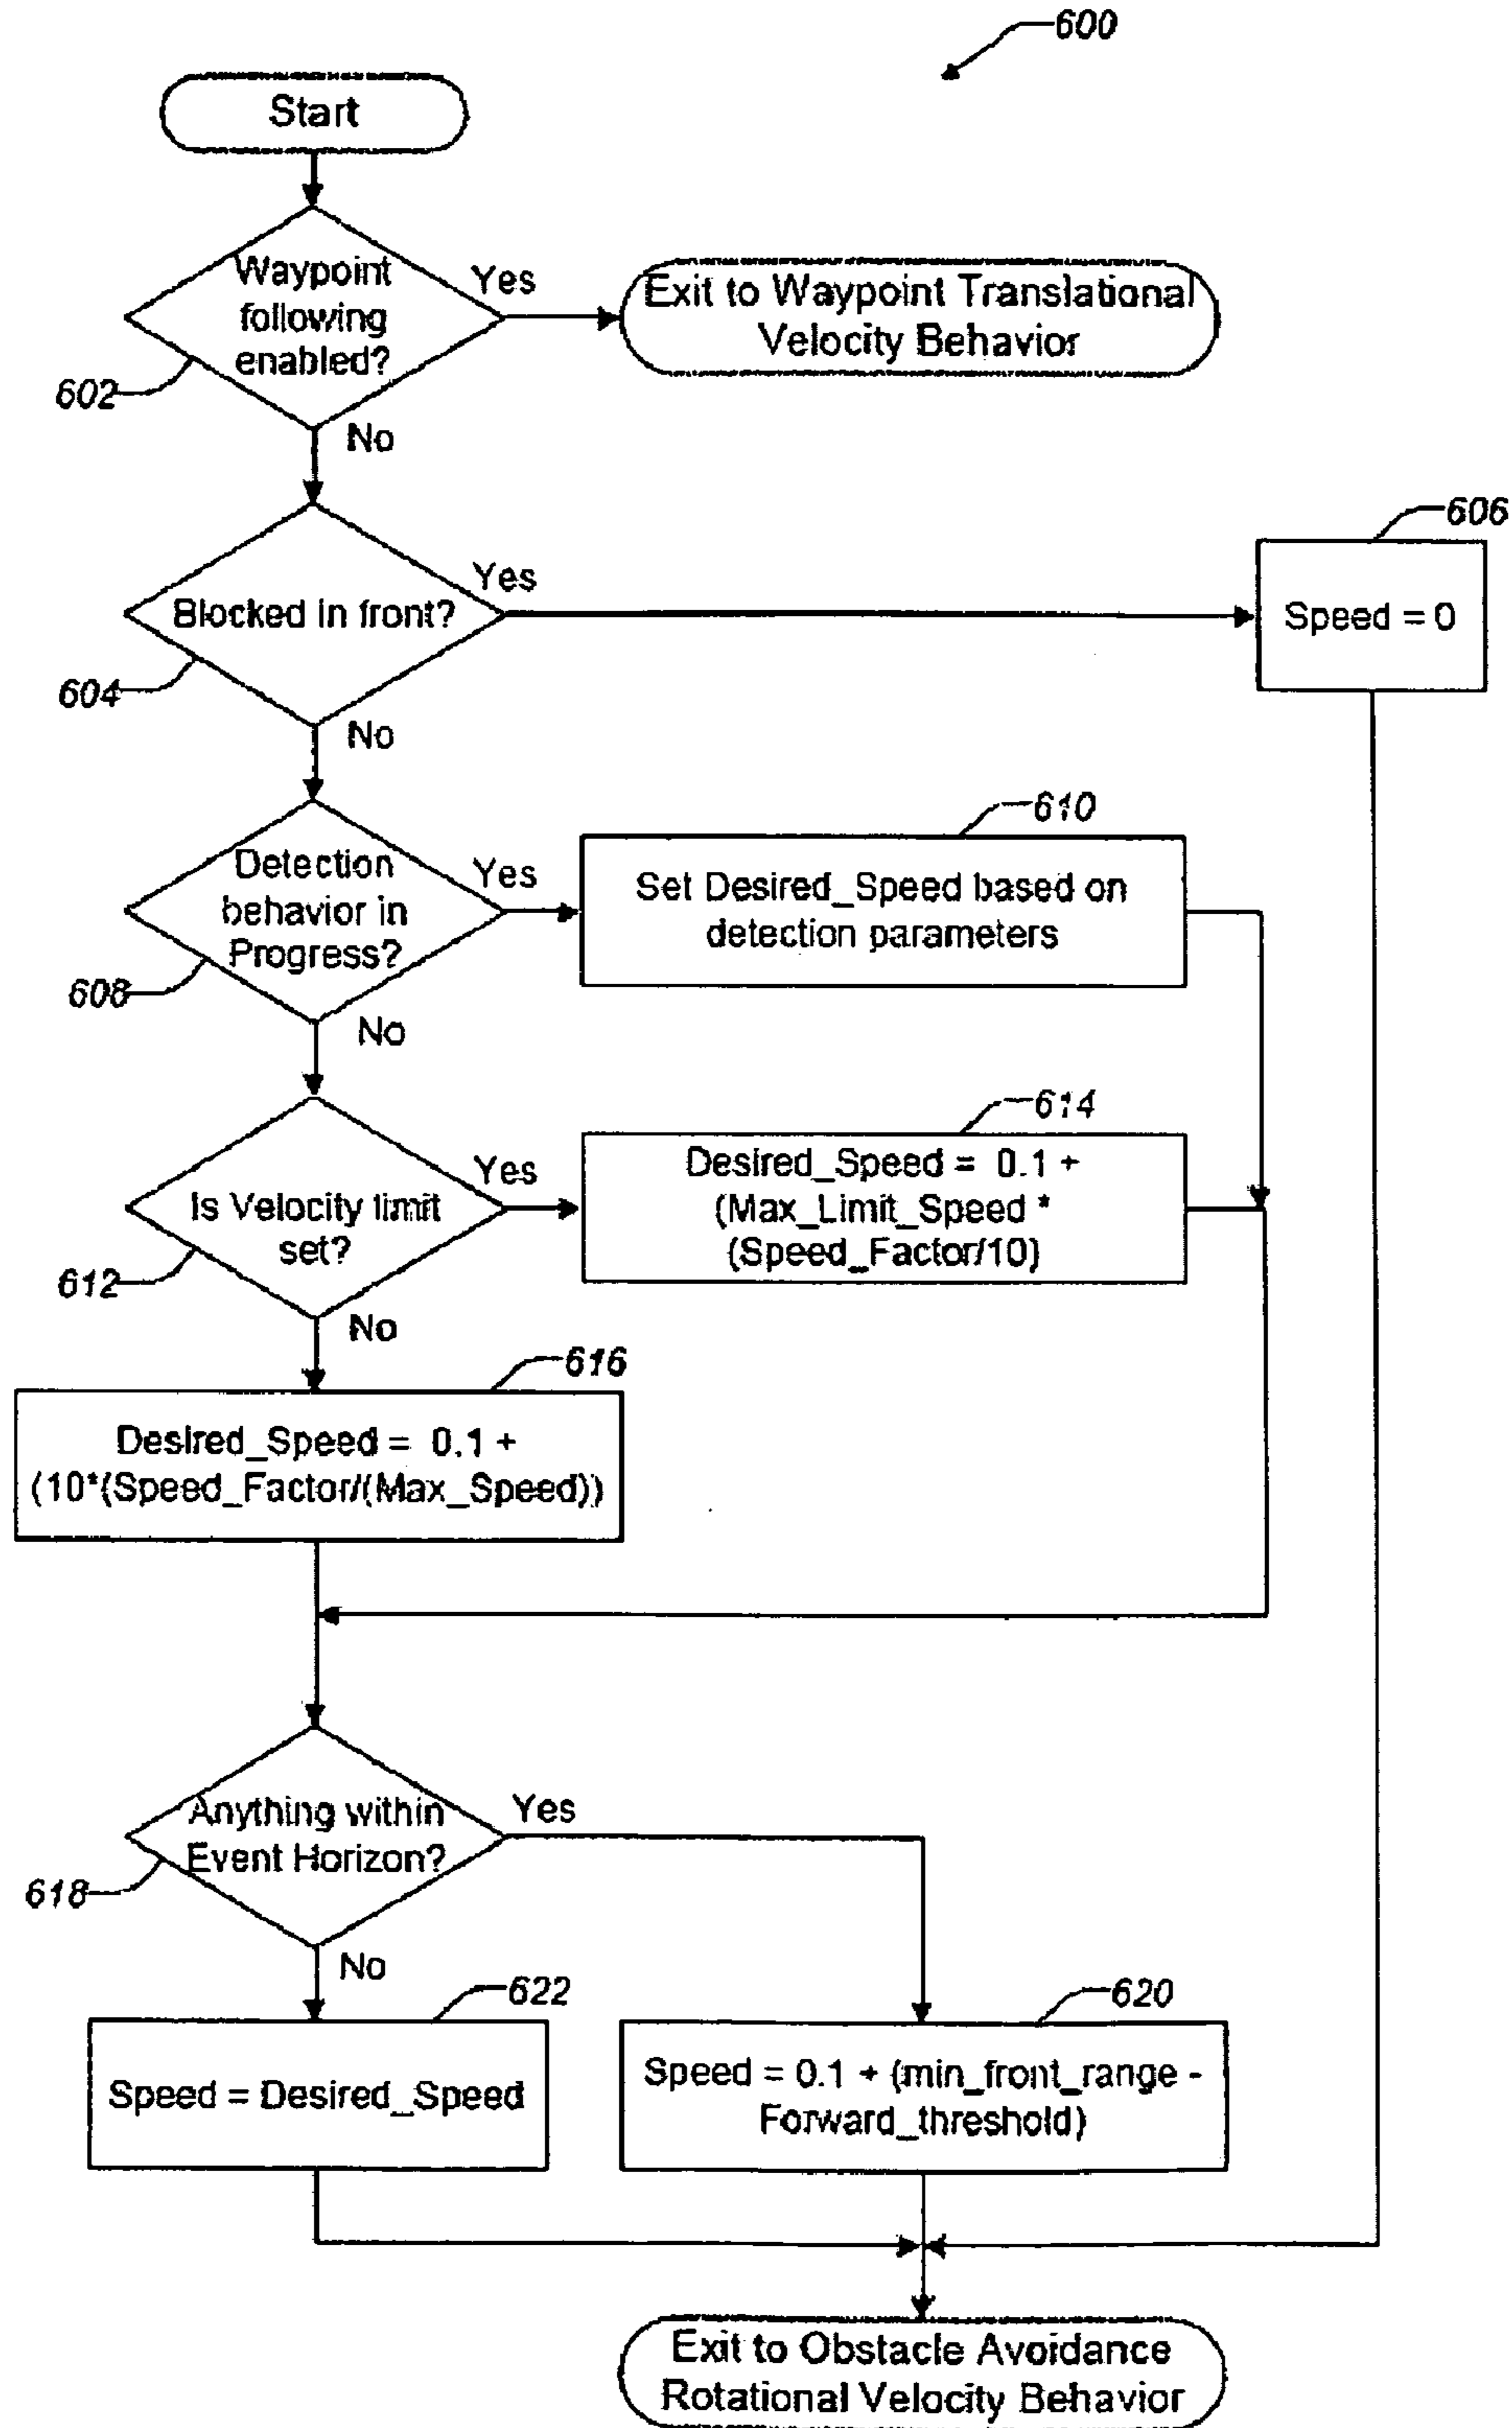 600
Start
Waypoint
following
enabled?
602
Yes
Exit to Waypoint Translational
Velocity Behavior
No
Blocked in front?
604
Yes
606
Speed = 0
No
Detection
behavior in
Progress?
608
Yes
610
Set Desired_Speed based on
detection parameters
No
Is Velocity limit
set?
612
Yes
614
Desired_Speed = 0.1 +
(Max_Limit_Speed *
(Speed_Factor/10)
No
616
Desired_Speed = 0.1 +
(10*(Speed_Factor/(Max_Speed))
Anything within
Event Horizon?
618
Yes
No
622
Speed = Desired_Speed
620
Speed = 0.1 + (min_front_range -
Forward_threshold)
Exit to Obstacle Avoidance
Rotational Velocity Behavior